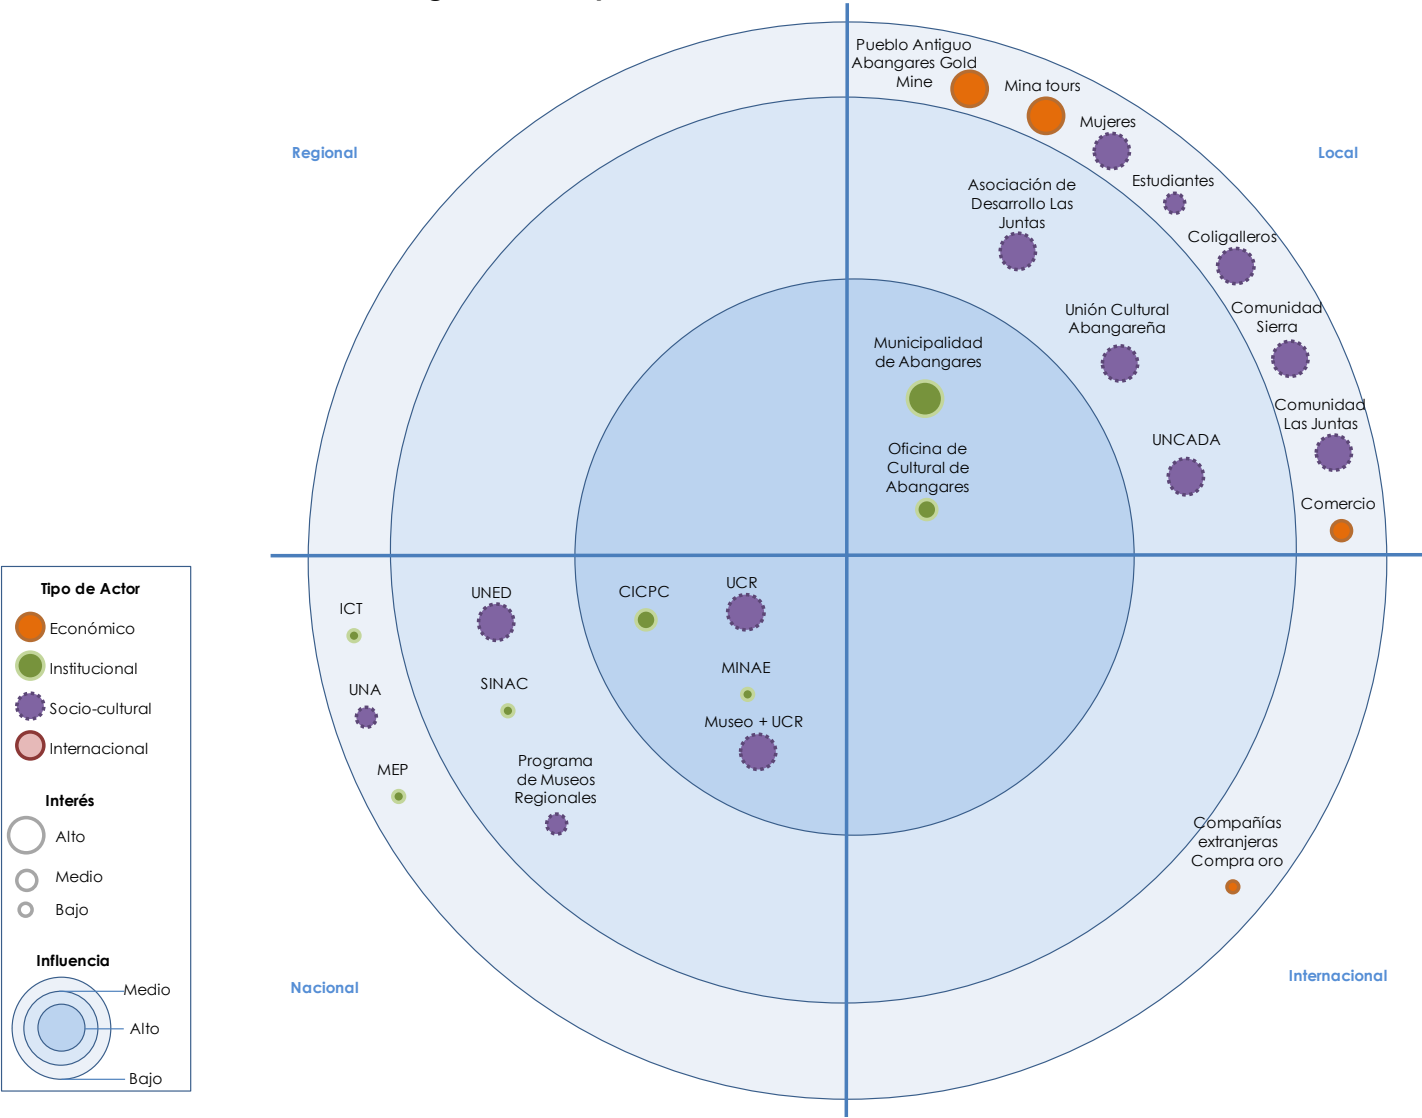 Regional
Local
Pueblo Antiguo
Abangares Gold
Mine
Mina tours
Mujeres
Estudiantes
Coligalleros
Comunidad
Sierra
Comunidad
Las Juntas
Comercio
Asociación de
Desarrollo Las
Juntas
Unión Cultural
Abangareña
UNCADA
Municipalidad
de Abangares
Oficina de
Cultural de
Abangares
ICT
UNA
MEP
UNED
SINAC
Programa
de Museos
Regionales
CICPC
UCR
MINAE
Museo + UCR
Compañías
extranjeras
Compra oro
Nacional
Internacional
Tipo de Actor
Económico
Institucional
Socio-cultural
Internacional
Interés
Alto
Medio
Bajo
Influencia
Medio
Alto
Bajo